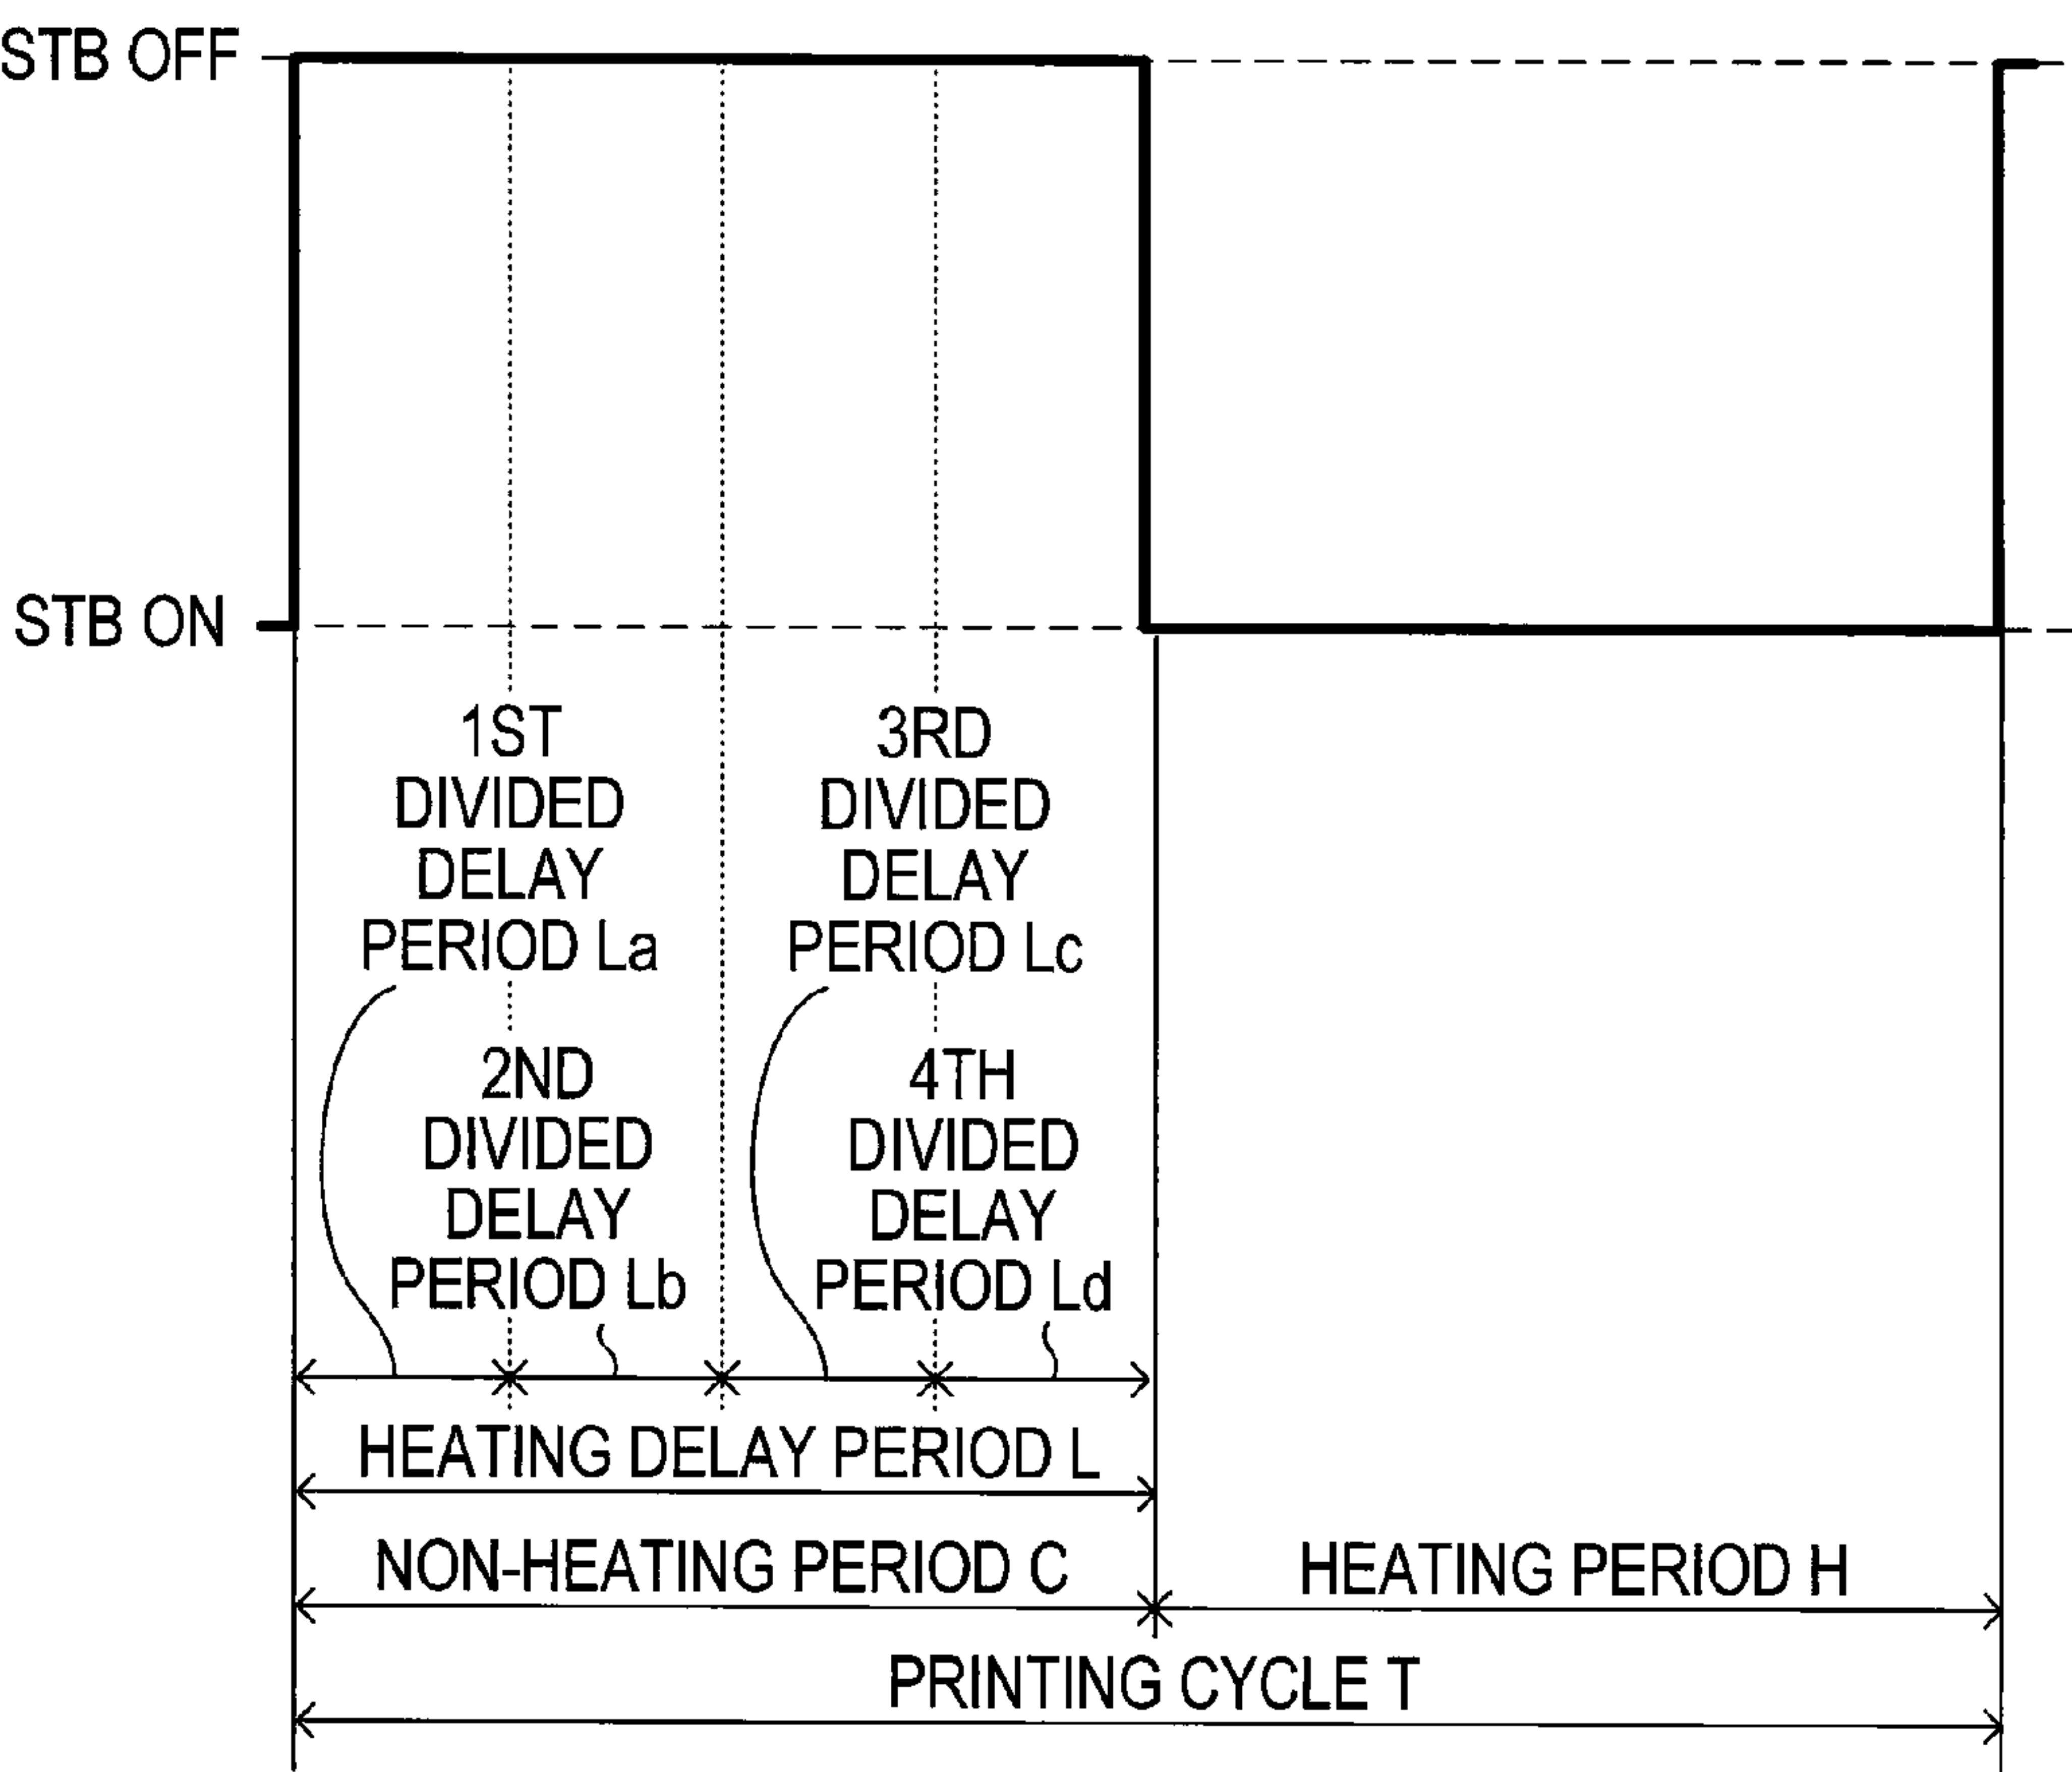 STB OFF
STB ON
1ST
DIVIDED
DELAY
PERIOD La
2ND
DIVIDED
DELAY
PERIOD Lb
3RD
DIVIDED
DELAY
PERIOD Lc
4TH
DIVIDED
DELAY
PERIOD Ld
HEATING DELAY PERIOD L
NON-HEATING PERIOD C
HEATING PERIOD H
PRINTING CYCLE T